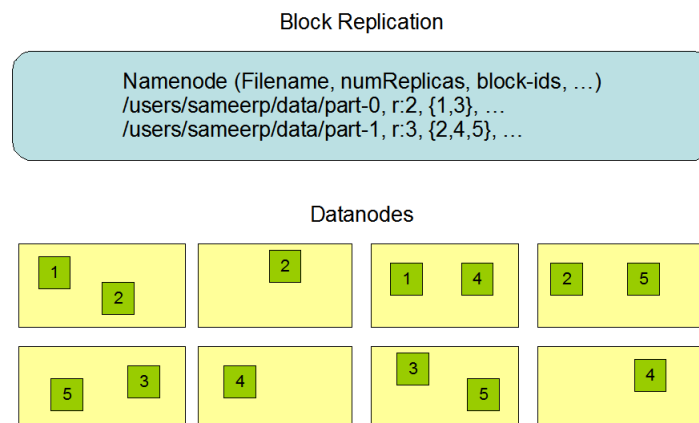 Block Replication
Namenode (Filename, numReplicas, block-ids, …)
/users/sameerp/data/part-0, r:2, {1,3}, …
/users/sameerp/data/part-1, r:3, {2,4,5}, …
Datanodes
1
2
2
1 4
2 5
5 3
4
3
5
4